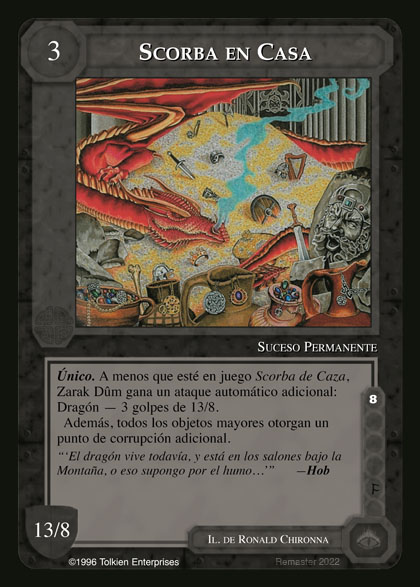 3
Scorba en Casa
Suceso Permanente
Único. A menos que esté en juego Scorba de Caza,
Zarak Dûm gana un ataque automático adicional:
Dragón — 3 golpes de 13/8.
Además, todos los objetos mayores otorgan un
punto de corrupción adicional.
“‘El dragón vive todavía, y está en los salones bajo la
Montaña, o eso supongo por el humo…’” —Hob
8
13/8
Il. de Ronald Chironna
©1996 Tolkien Enterprises
Remaster 2022